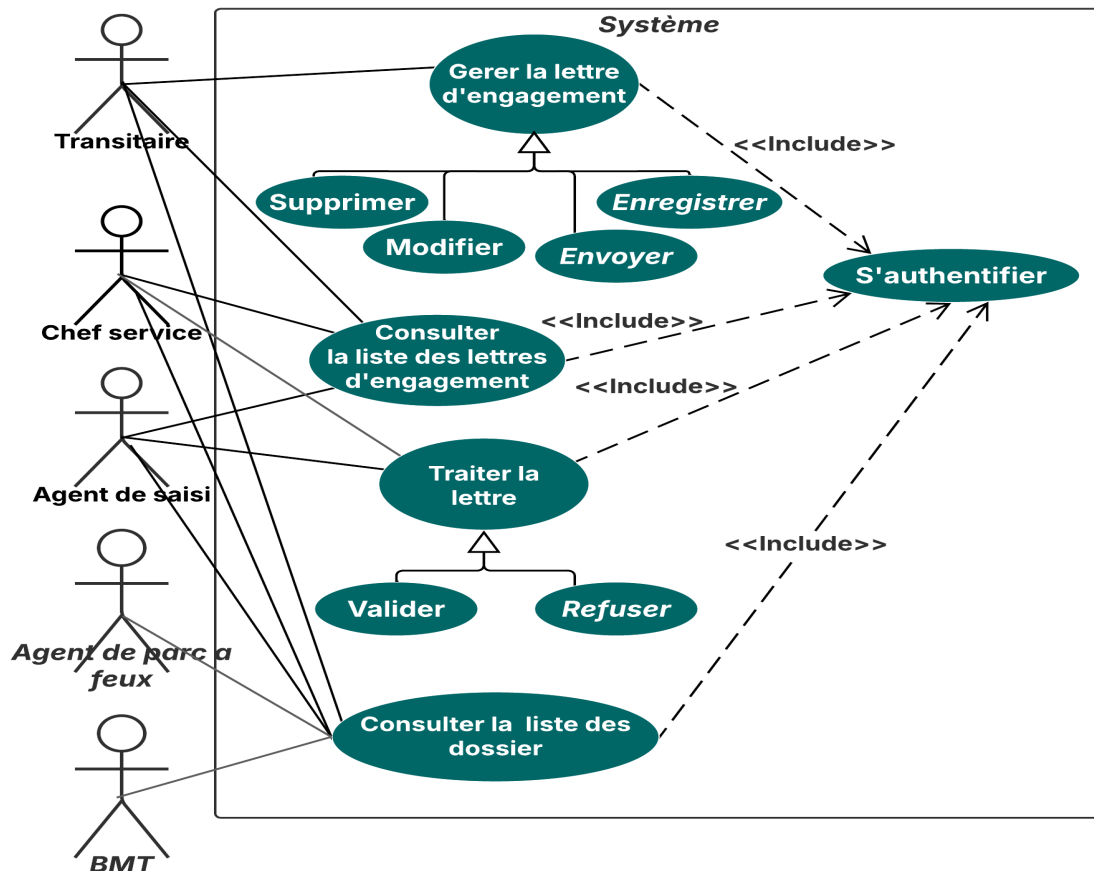 Système
Gerer la lettre
d'engagement
<<Include>>
Transitaire
Supprimer
Enregistrer
Modifier
Envoyer
S'authentifier
Chef service
<<Include>>
Consulter
la liste des lettres
d'engagement
<<Include>>
Traiter la
lettre
Agent de saisi
<<Include>>
Valider
Refuser
Agent de parc a
feux
Consulter la liste des
dossier
BMT